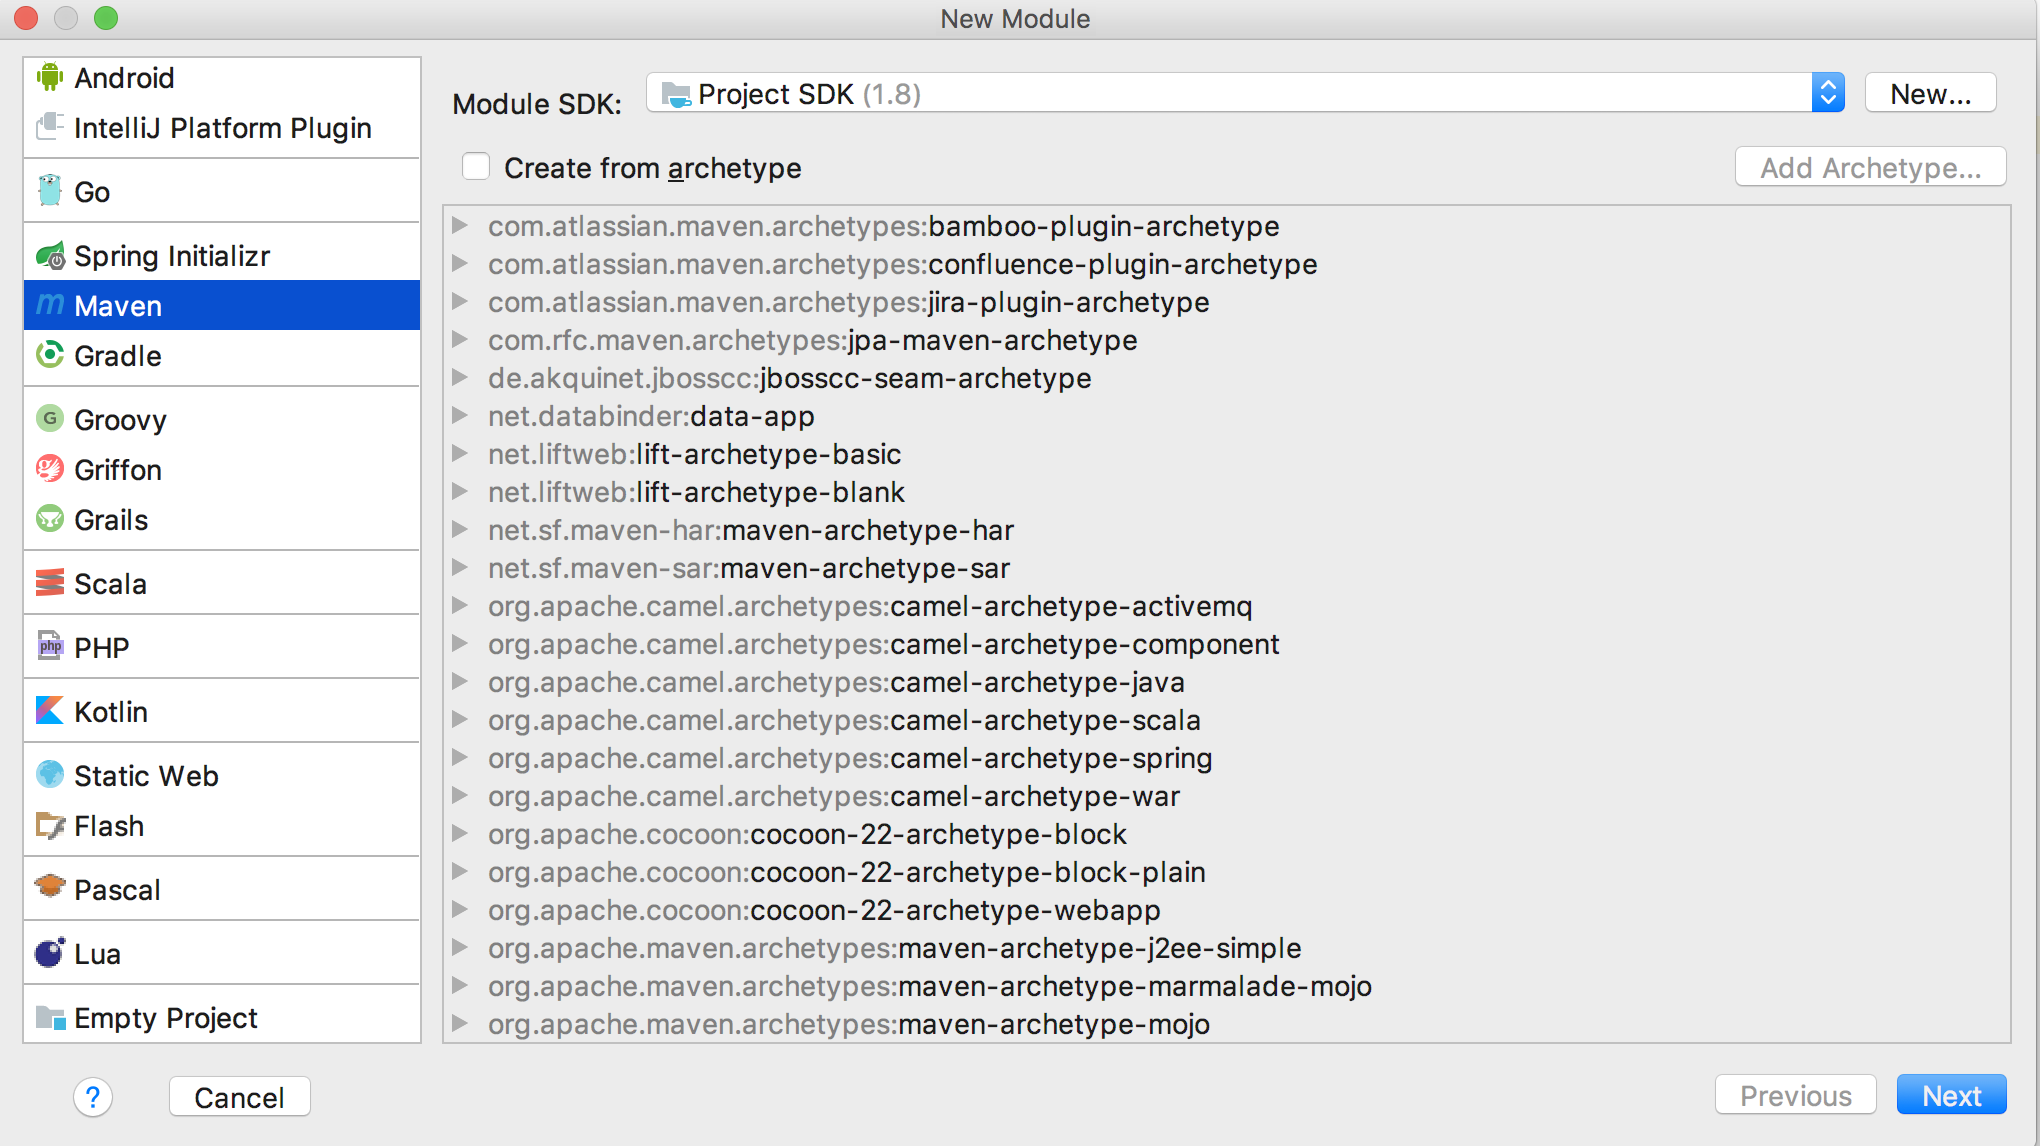 New Module
Android
IntelliJ Platform Plugin
Go
Spring Initializr
Maven
Gradle
Groovy
Griffon
Grails
Scala
PHP
Kotlin
Static Web
Flash
Pascal
Lua
Empty Project
Module SDK: Project SDK (1.8) New...
Create from archetype Add Archetype...
com.atlassian.maven.archetypes:bamboo-plugin-archetype
com.atlassian.maven.archetypes:confluence-plugin-archetype
com.atlassian.maven.archetypes:jira-plugin-archetype
com.rfc.maven.archetypes:jpa-maven-archetype
de.akquinet.jbosscc:jbosscc-seam-archetype
net.databinder:data-app
net.liftweb:lift-archetype-basic
net.liftweb:lift-archetype-blank
net.sf.maven-har:maven-archetype-har
net.sf.maven-sar:maven-archetype-sar
org.apache.camel.archetypes:camel-archetype-activemq
org.apache.camel.archetypes:camel-archetype-component
org.apache.camel.archetypes:camel-archetype-java
org.apache.camel.archetypes:camel-archetype-scala
org.apache.camel.archetypes:camel-archetype-spring
org.apache.camel.archetypes:camel-archetype-war
org.apache.cocoon:cocoon-22-archetype-block
org.apache.cocoon:cocoon-22-archetype-block-plain
org.apache.cocoon:cocoon-22-archetype-webapp
org.apache.maven.archetypes:maven-archetype-j2ee-simple
org.apache.maven.archetypes:maven-archetype-marmalade-mojo
org.apache.maven.archetypes:maven-archetype-mojo
? Cancel Previous Next